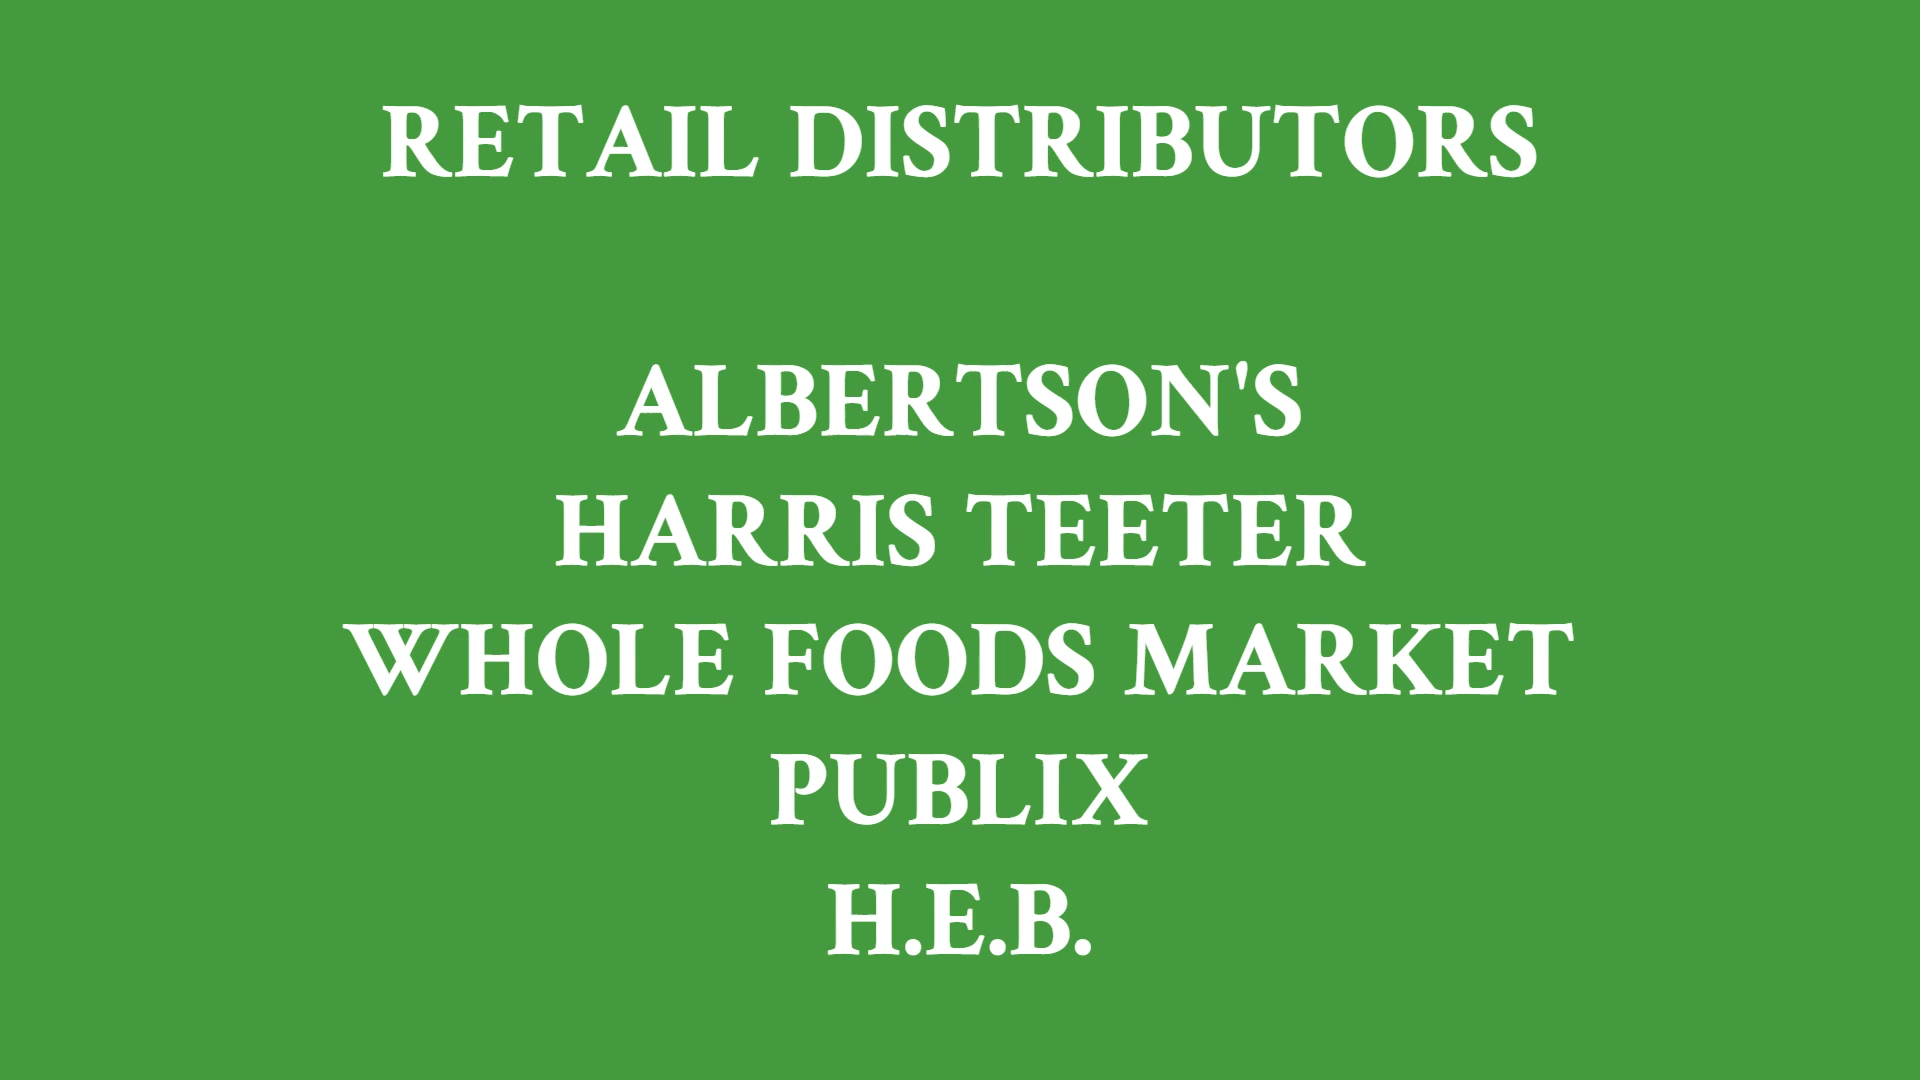 RETAIL DISTRIBUTORS
ALBERTSON'S
HARRIS TEETER
WHOLE FOODS MARKET
PUBLIX
H.E.B.